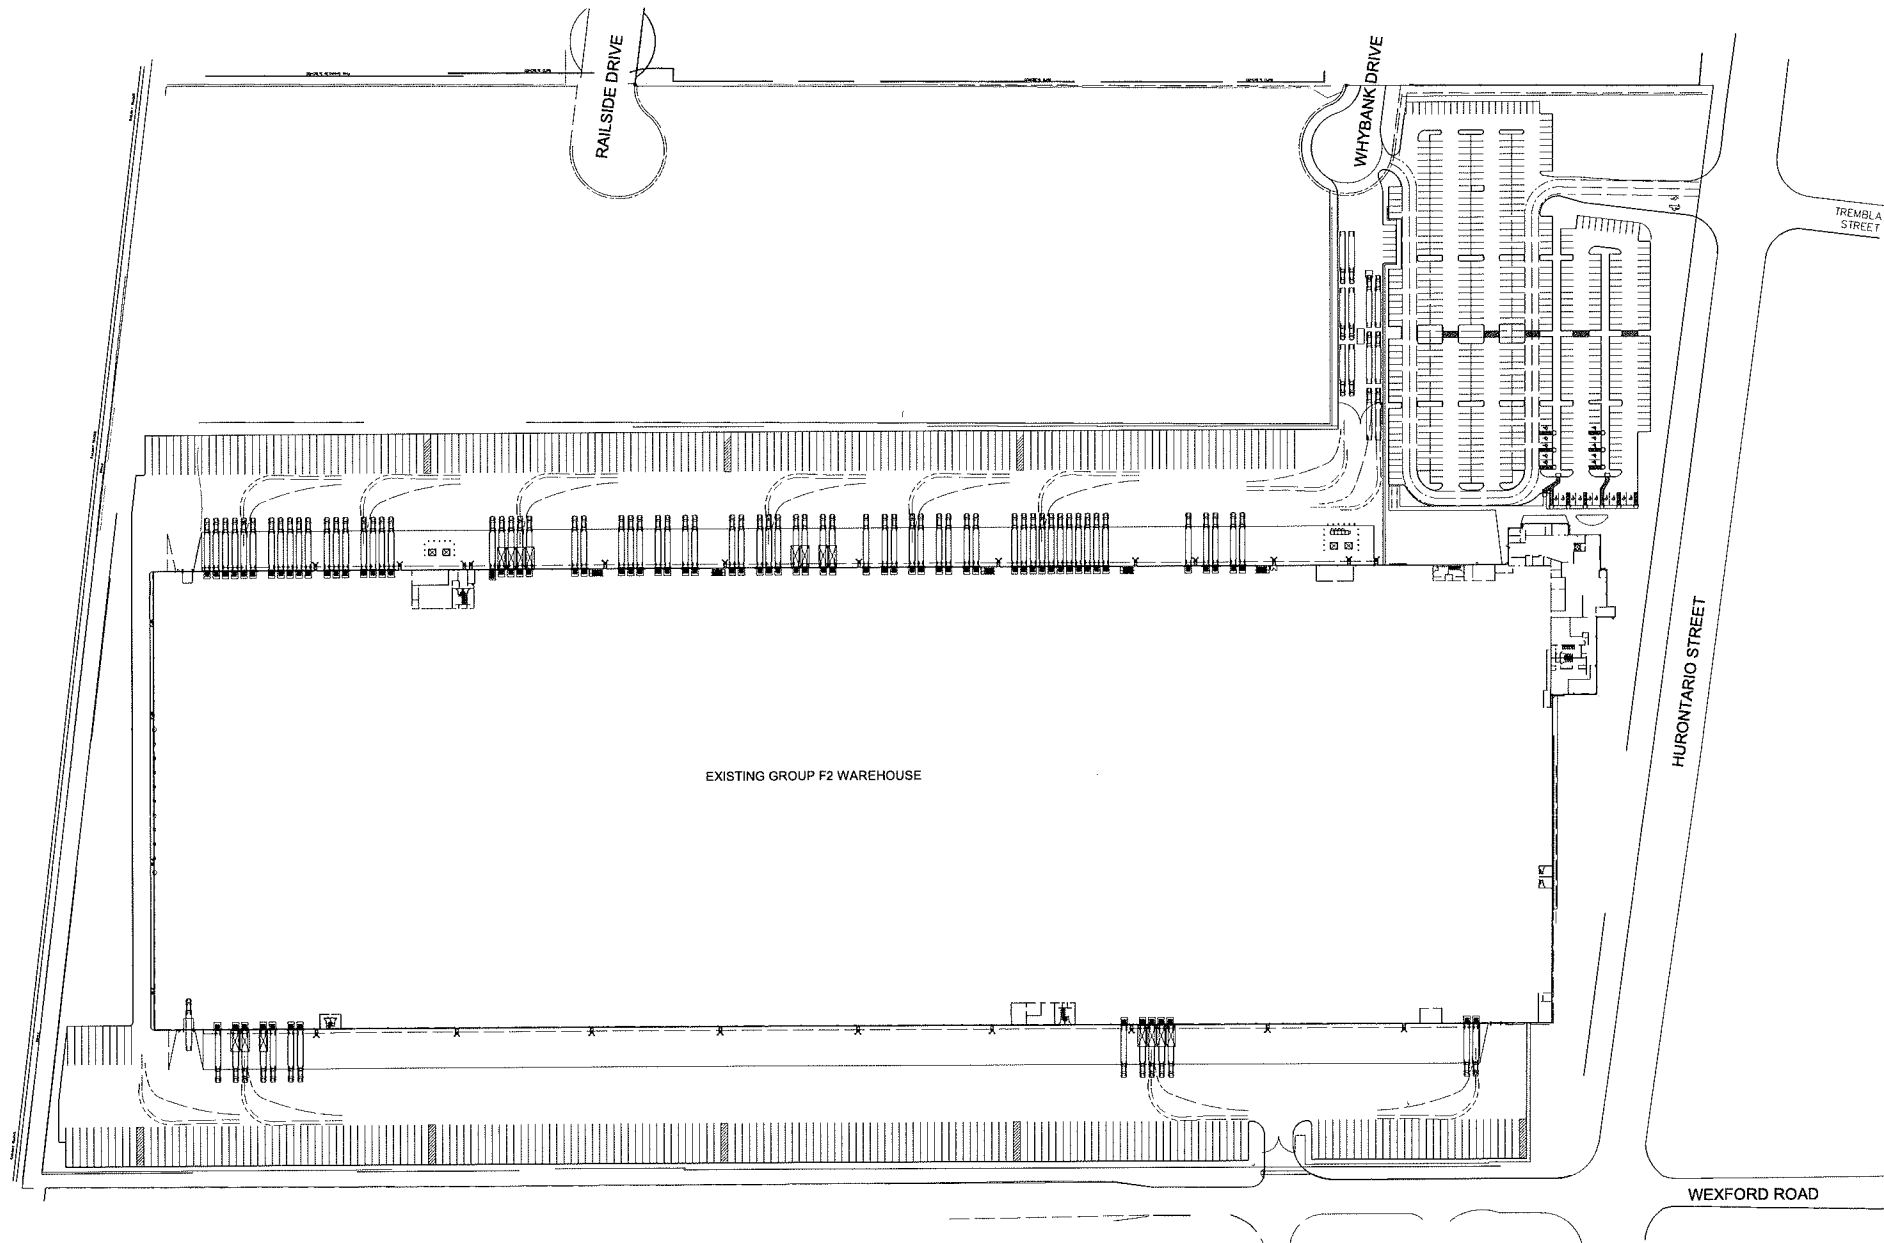 RAILSIDE DRIVE
WHYBANK DRIVE
TREMBLA
STREET
HURONTARIO STREET
EXISTING GROUP F2 WAREHOUSE
WEXFORD ROAD